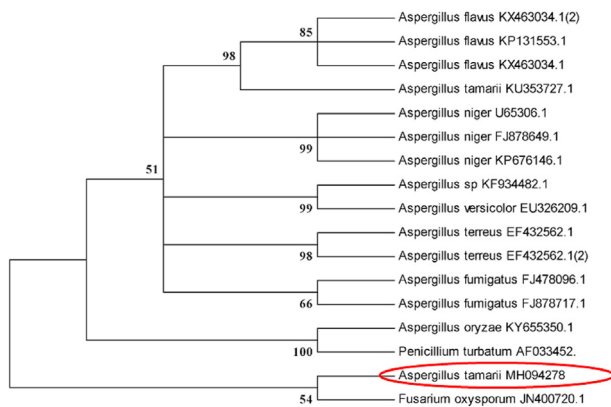 Aspergillus flavus KX463034.1(2)
85
Aspergillus flavus KP131553.1
98
Aspergillus flavus KX463034.1
Aspergillus tamarii KU353727.1
Aspergillus niger U65306.1
Aspergillus niger FJ878649.1
99
Aspergillus niger KP676146.1
51
Aspergillus sp KF934482.1
99
Aspergillus versicolor EU326209.1
Aspergillus terreus EF432562.1
98
Aspergillus terreus EF432562.1(2)
Aspergillus fumigatus FJ478096.1
66
Aspergillus fumigatus FJ878717.1
Aspergillus oryzae KY655350.1
100
Penicillium turbatum AF033452.
Aspergillus tamarii MH094278
54
Fusarium oxysporum JN400720.1